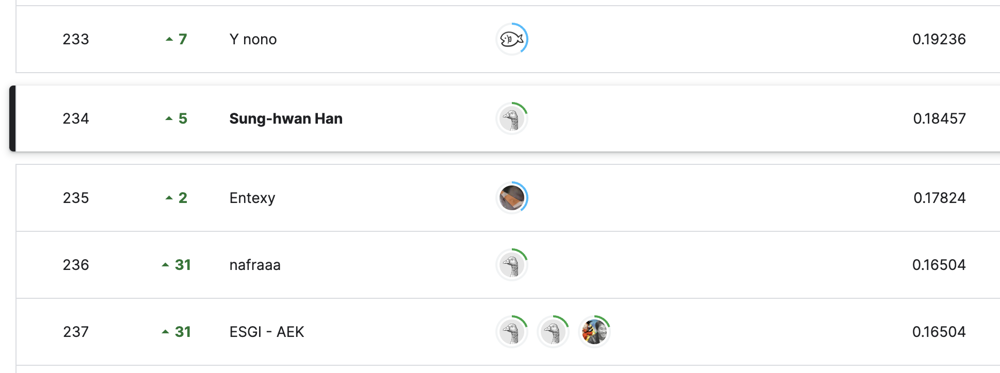 233 7 Y nono 0.19236
234 5 Sung-hwan Han 0.18457
235 2 Entexy 0.17824
236 31 nafraaa 0.16504
237 31 ESGI - AEK 0.16504